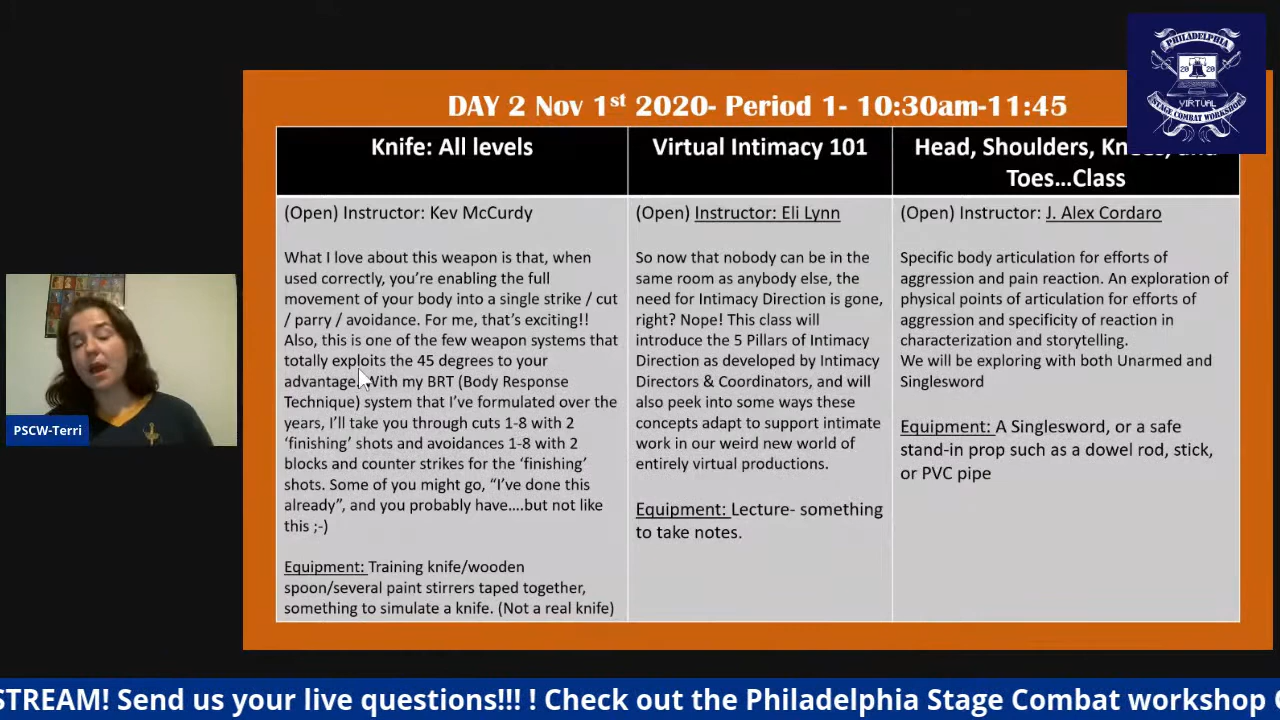 PHILADELPHIA
20 20
VIRTUAL
STAGE COMBAT WORKSHOP
DAY 2 Nov 1st 2020- Period 1- 10:30am-11:45
Knife: All levels
(Open) Instructor: Kev McCurdy
What I love about this weapon is that, when
used correctly, you're enabling the full
movement of your body into a single strike / cut
/ parry / avoidance. For me, that's exciting!!
Also, this is one of the few weapon systems that
totally exploits the 45 degrees to your
advantage. With my BRT (Body Response
Technique) system that I've formulated over the
years, I'll take you through cuts 1-8 with 2
'finishing' shots and avoidances 1-8 with 2
blocks and counter strikes for the 'finishing'
shots. Some of you might go, "I've done this
already", and you probably have....but not like
this ;-)
Equipment: Training knife/wooden
spoon/several paint stirrers taped together,
something to simulate a knife. (Not a real knife)
Virtual Intimacy 101
(Open) Instructor: Eli Lynn
So now that nobody can be in the
same room as anybody else, the
need for Intimacy Direction is gone,
right? Nope! This class will
introduce the 5 Pillars of Intimacy
Direction as developed by Intimacy
Directors & Coordinators, and will
also peek into some ways these
concepts adapt to support intimate
work in our weird new world of
entirely virtual productions.
Equipment: Lecture- something
to take notes.
Head, Shoulders, Knees, and
Toes...Class
(Open) Instructor: J. Alex Cordaro
Specific body articulation for efforts of
aggression and pain reaction. An exploration of
physical points of articulation for efforts of
aggression and specificity of reaction in
characterization and storytelling.
We will be exploring with both Unarmed and
Singlesword
Equipment: A Singlesword, or a safe
stand-in prop such as a dowel rod, stick,
or PVC pipe
PSCW-Terri
STREAM! Send us your live questions!!! ! Check out the Philadelphia Stage Combat workshop